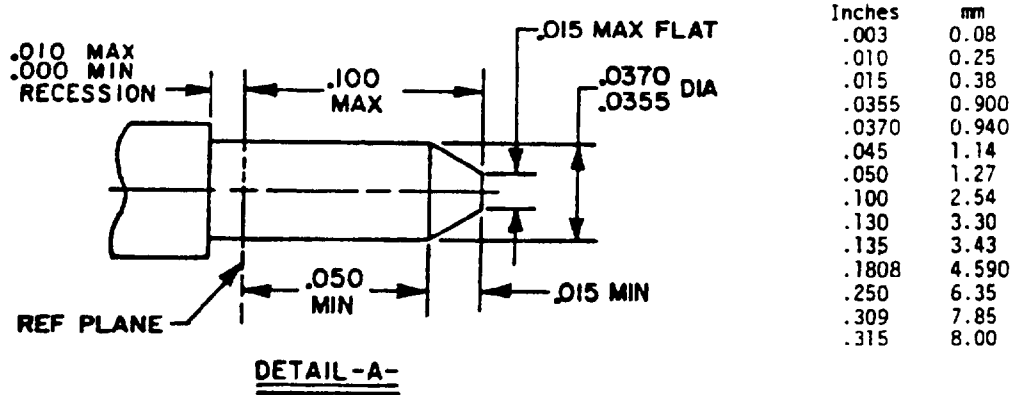 .010 MAX
.000 MIN
RECESSION
.100
MAX
.015 MAX FLAT
.0370
.0355
DIA
.050
MIN
.015 MIN
REF PLANE
DETAIL-A-
Inches mm
.003 0.08
.010 0.25
.015 0.38
.0355 0.900
.0370 0.940
.045 1.14
.050 1.27
.100 2.54
.130 3.30
.135 3.43
.1808 4.590
.250 6.35
.309 7.85
.315 8.00